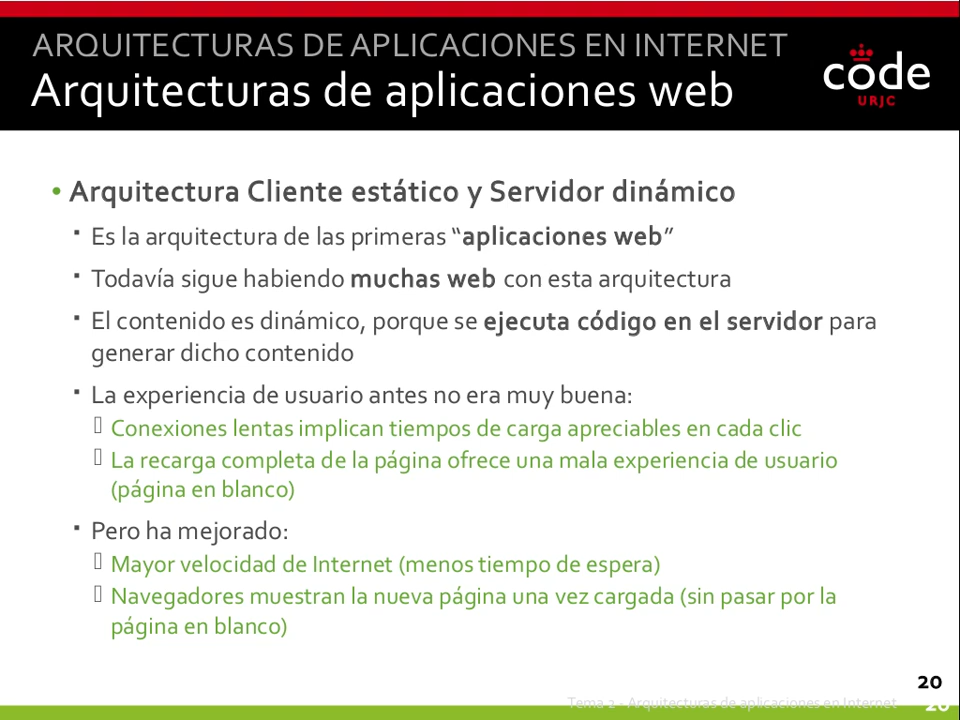 ARQUITECTURAS DE APLICACIONES EN INTERNET
Arquitecturas de aplicaciones web
code
URJC
• Arquitectura Cliente estático y Servidor dinámico
▪ Es la arquitectura de las primeras “aplicaciones web”
▪ Todavía sigue habiendo muchas web con esta arquitectura
▪ El contenido es dinámico, porque se ejecuta código en el servidor para
generar dicho contenido
▪ La experiencia de usuario antes no era muy buena:
Conexiones lentas implican tiempos de carga apreciables en cada clic
La recarga completa de la página ofrece una mala experiencia de usuario
(página en blanco)
▪ Pero ha mejorado:
Mayor velocidad de Internet (menos tiempo de espera)
Navegadores muestran la nueva página una vez cargada (sin pasar por la
página en blanco)
20
Tema 2 - Arquitecturas de aplicaciones en Internet
20